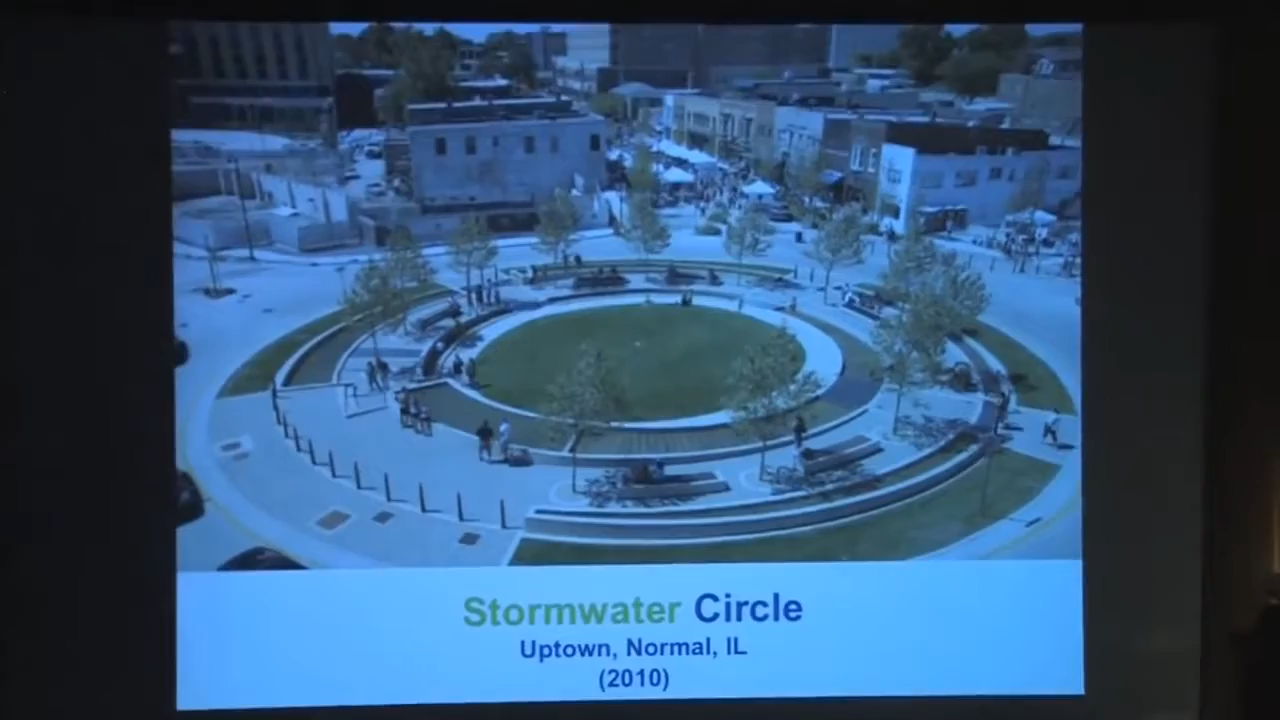 Stormwater Circle
Uptown, Normal, IL
(2010)